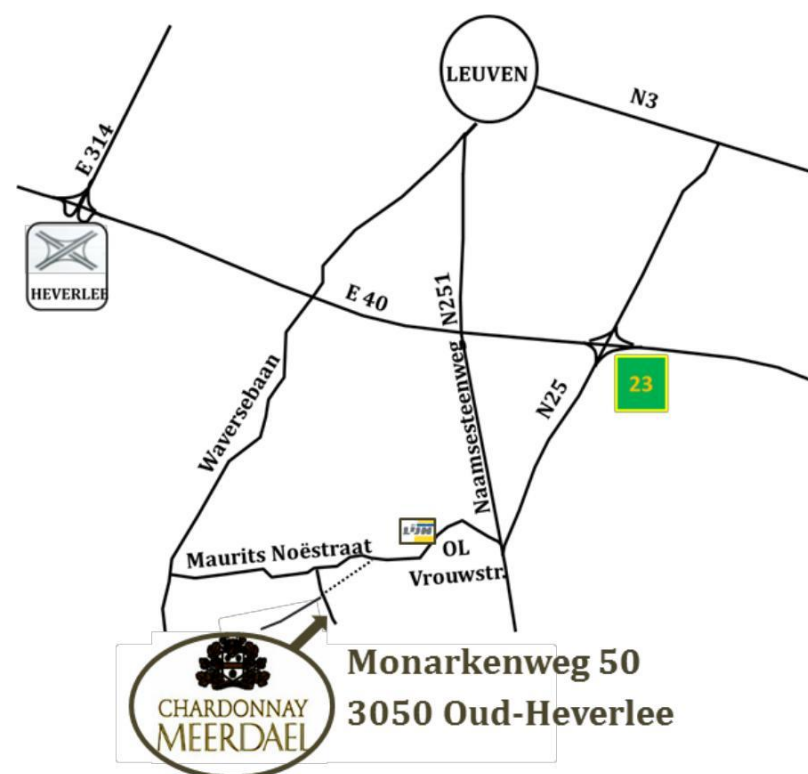 LEUVEN
N3
E 314
HEVERLEE
E 40
N251
Naamsesteenweg
Waversebaan
N25
23
Maurits Noëstraat
OL
Vrouwstr.
CHARDONNAY
MEERDAEL
Monarkenweg 50
3050 Oud-Heverlee